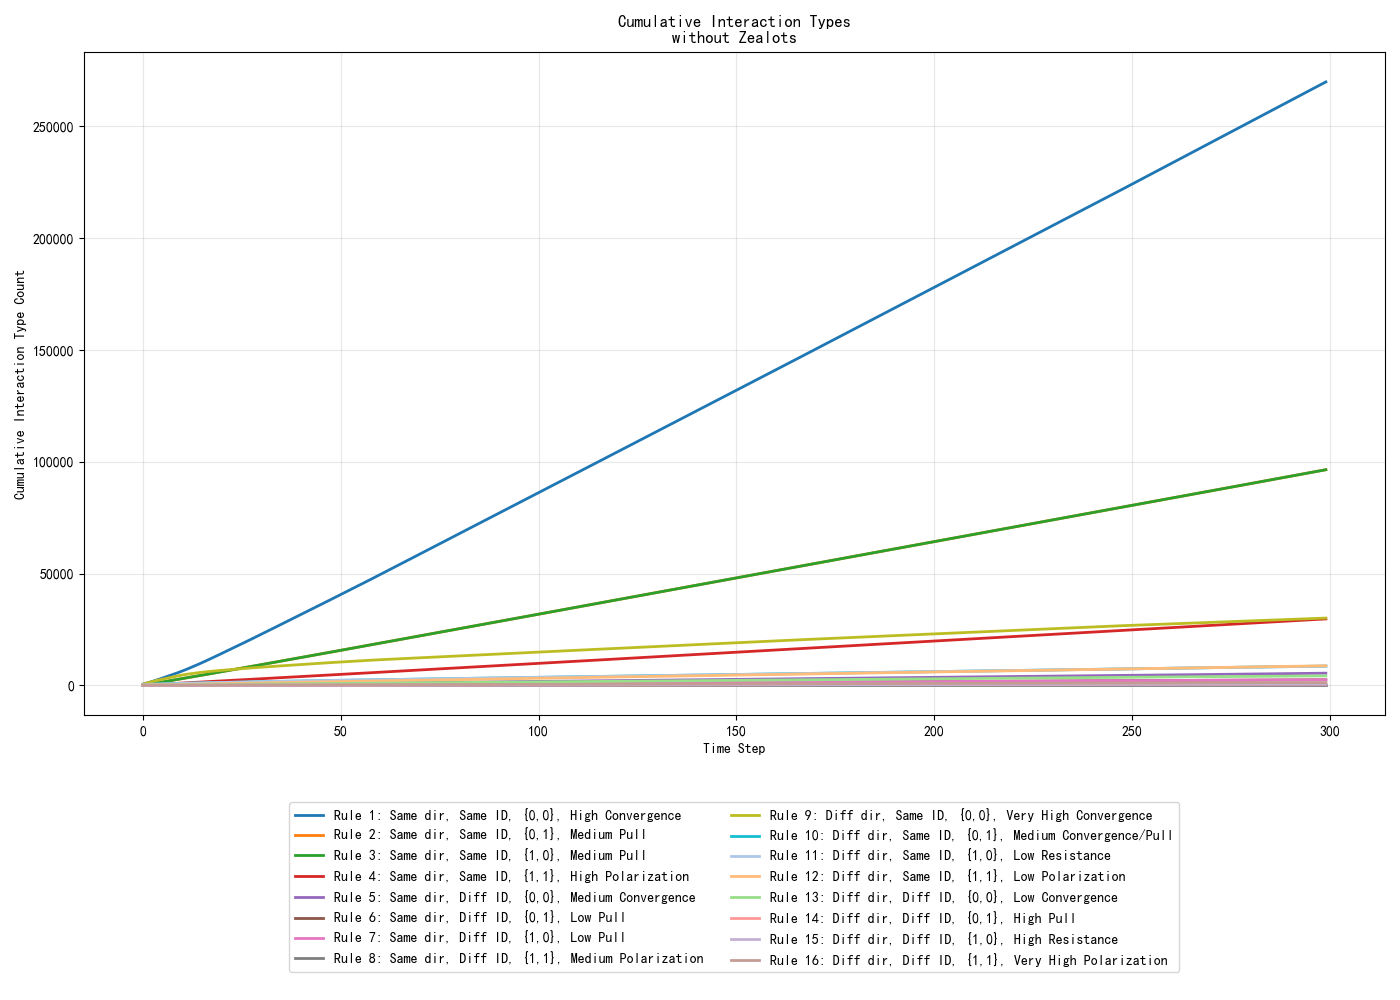 Cumulative Interaction Types
without Zealots
Cumulative Interaction Type Count
250000
200000
150000
100000
50000
0
0 50 100 150 200 250 300
Time Step
Rule 1: Same dir, Same ID, {0,0}, High Convergence
Rule 2: Same dir, Same ID, {0,1}, Medium Pull
Rule 3: Same dir, Same ID, {1,0}, Medium Pull
Rule 4: Same dir, Same ID, {1,1}, High Polarization
Rule 5: Same dir, Diff ID, {0,0}, Medium Convergence
Rule 6: Same dir, Diff ID, {0,1}, Low Pull
Rule 7: Same dir, Diff ID, {1,0}, Low Pull
Rule 8: Same dir, Diff ID, {1,1}, Medium Polarization
Rule 9: Diff dir, Same ID, {0,0}, Very High Convergence
Rule 10: Diff dir, Same ID, {0,1}, Medium Convergence/Pull
Rule 11: Diff dir, Same ID, {1,0}, Low Resistance
Rule 12: Diff dir, Same ID, {1,1}, Low Polarization
Rule 13: Diff dir, Diff ID, {0,0}, Low Convergence
Rule 14: Diff dir, Diff ID, {0,1}, High Pull
Rule 15: Diff dir, Diff ID, {1,0}, High Resistance
Rule 16: Diff dir, Diff ID, {1,1}, Very High Polarization